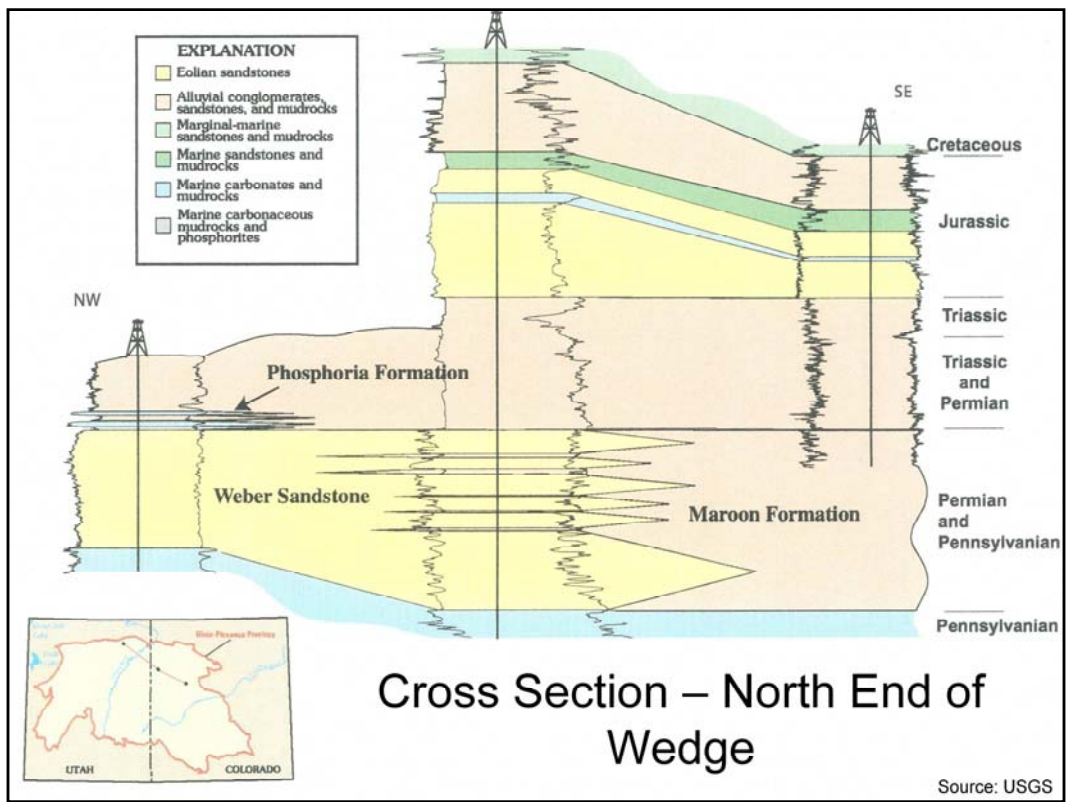 EXPLANATION
Eolian sandstones
Alluvial conglomerates,
sandstones, and mudrocks
Marginal-marine
sandstones and mudrocks
Marine sandstones and
mudrocks
Marine carbonates and
mudrocks
Marine carbonaceous
mudrocks and
phosphorites
NW
SE
Cretaceous
Jurassic
Triassic
Triassic
and
Permian
Permian
and
Pennsylvanian
Pennsylvanian
Phosphoria Formation
Weber Sandstone
Maroon Formation
UTAH
COLORADO
Cross Section – North End of
Wedge
Source: USGS